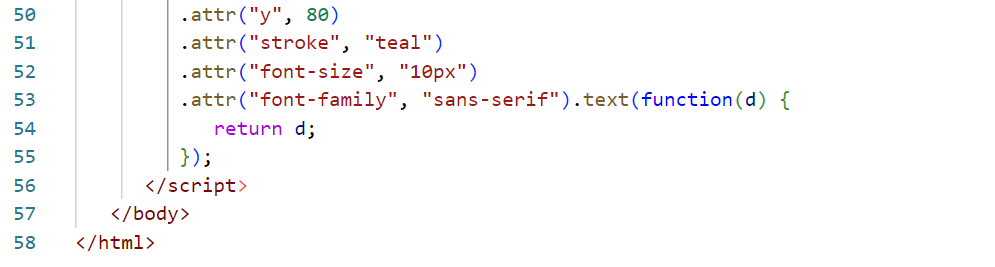 50 .attr("y", 80)
51 .attr("stroke", "teal")
52 .attr("font-size", "10px")
53 .attr("font-family", "sans-serif").text(function(d) {
54 return d;
55 });
56 </script>
57 </body>
58 </html>